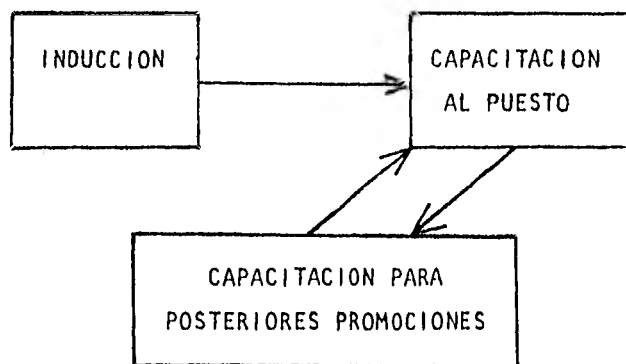 INDUCCION
CAPACITACION
AL PUESTO
CAPACITACION PARA
POSTERIORES PROMOCIONES